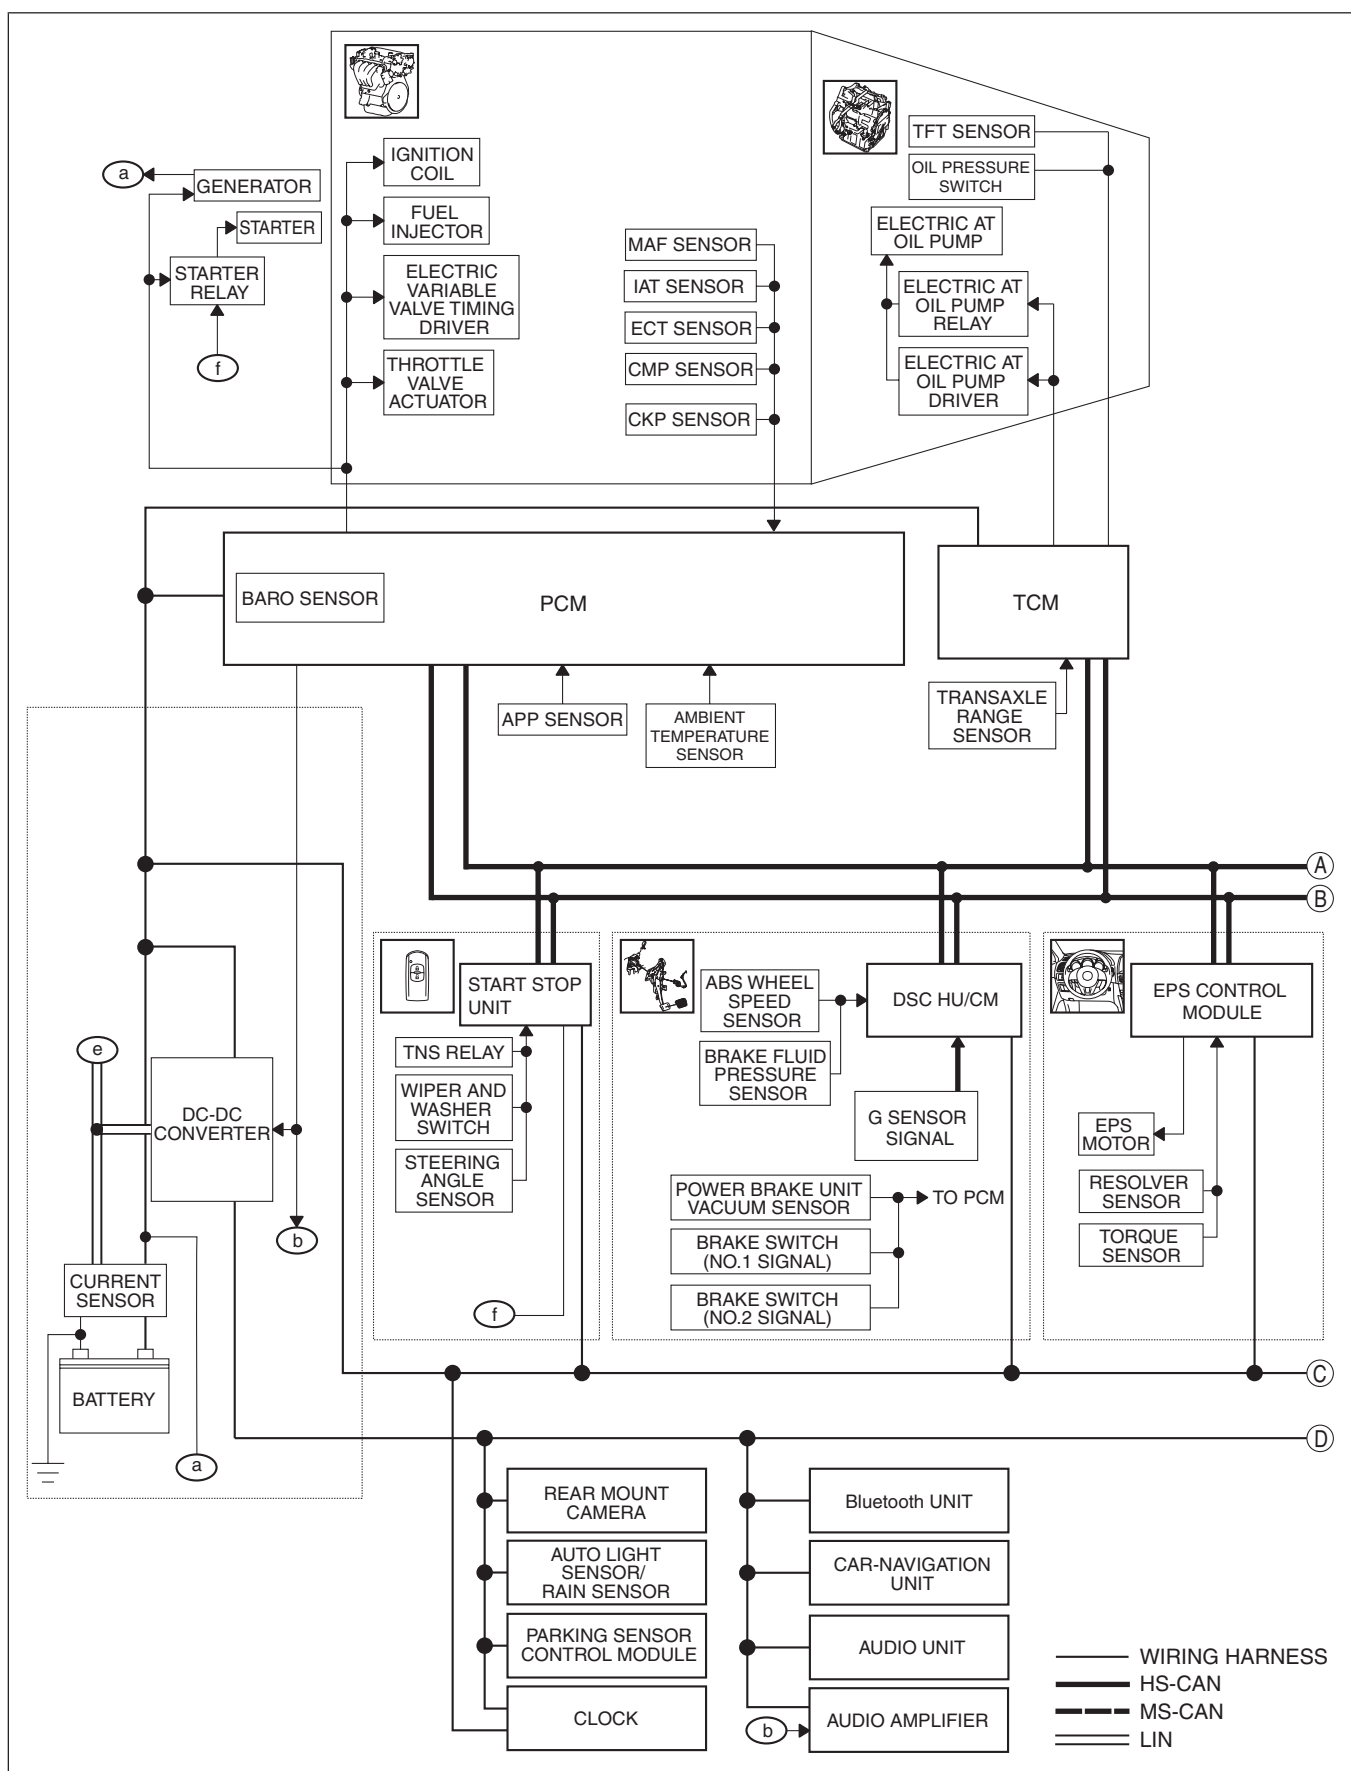 a
GENERATOR
STARTER
STARTER
RELAY
f
IGNITION
COIL
FUEL
INJECTOR
ELECTRIC
VARIABLE
VALVE TIMING
DRIVER
THROTTLE
VALVE
ACTUATOR
MAF SENSOR
IAT SENSOR
ECT SENSOR
CMP SENSOR
CKP SENSOR
TFT SENSOR
OIL PRESSURE
SWITCH
ELECTRIC AT
OIL PUMP
ELECTRIC AT
OIL PUMP
RELAY
ELECTRIC AT
OIL PUMP
DRIVER
BARO SENSOR
PCM
TCM
APP SENSOR
AMBIENT
TEMPERATURE
SENSOR
TRANSAXLE
RANGE
SENSOR
A
B
e
DC-DC
CONVERTER
b
CURRENT
SENSOR
BATTERY
a
START STOP
UNIT
TNS RELAY
WIPER AND
WASHER
SWITCH
STEERING
ANGLE
SENSOR
f
ABS WHEEL
SPEED
SENSOR
BRAKE FLUID
PRESSURE
SENSOR
DSC HU/CM
G SENSOR
SIGNAL
POWER BRAKE UNIT
VACUUM SENSOR
TO PCM
BRAKE SWITCH
(NO.1 SIGNAL)
BRAKE SWITCH
(NO.2 SIGNAL)
EPS CONTROL
MODULE
EPS
MOTOR
RESOLVER
SENSOR
TORQUE
SENSOR
C
D
REAR MOUNT
CAMERA
AUTO LIGHT
SENSOR/
RAIN SENSOR
PARKING SENSOR
CONTROL MODULE
CLOCK
Bluetooth UNIT
CAR-NAVIGATION
UNIT
AUDIO UNIT
b
AUDIO AMPLIFIER
WIRING HARNESS
HS-CAN
MS-CAN
LIN